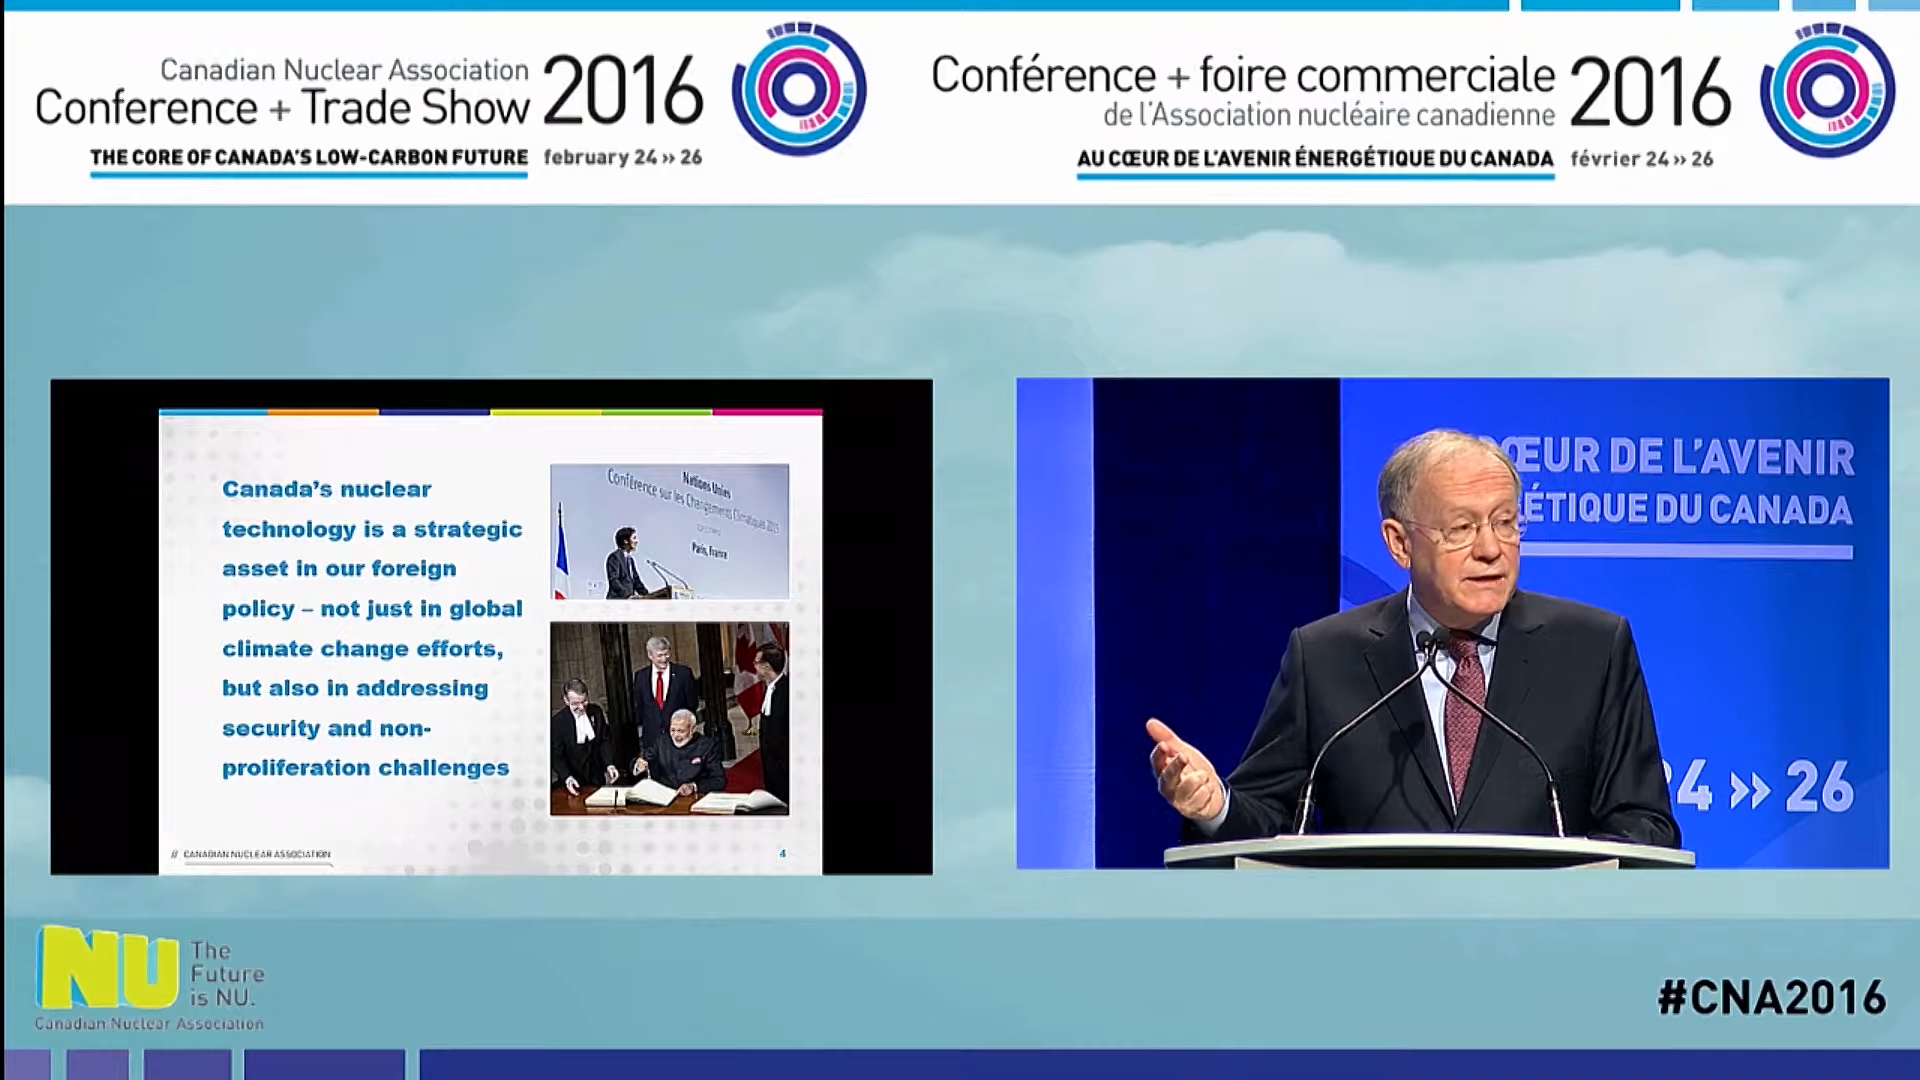 Canadian Nuclear Association
Conference + Trade Show 2016
THE CORE OF CANADA'S LOW-CARBON FUTURE february 24 » 26
Conférence + foire commerciale 2016
de l'Association nucléaire canadienne
AU CŒUR DE L'AVENIR ÉNERGÉTIQUE DU CANADA février 24 » 26
Canada's nuclear
technology is a strategic
asset in our foreign
policy – not just in global
climate change efforts,
but also in addressing
security and non-
proliferation challenges
Nations Unies
Conférence sur les Changements Climatiques 2015
Paris, France
// CANADIAN NUCLEAR ASSOCIATION
4
ŒUR DE L'AVENIR
ÉTIQUE DU CANADA
24 » 26
NU The
Future
is NU.
Canadian Nuclear Association
#CNA2016